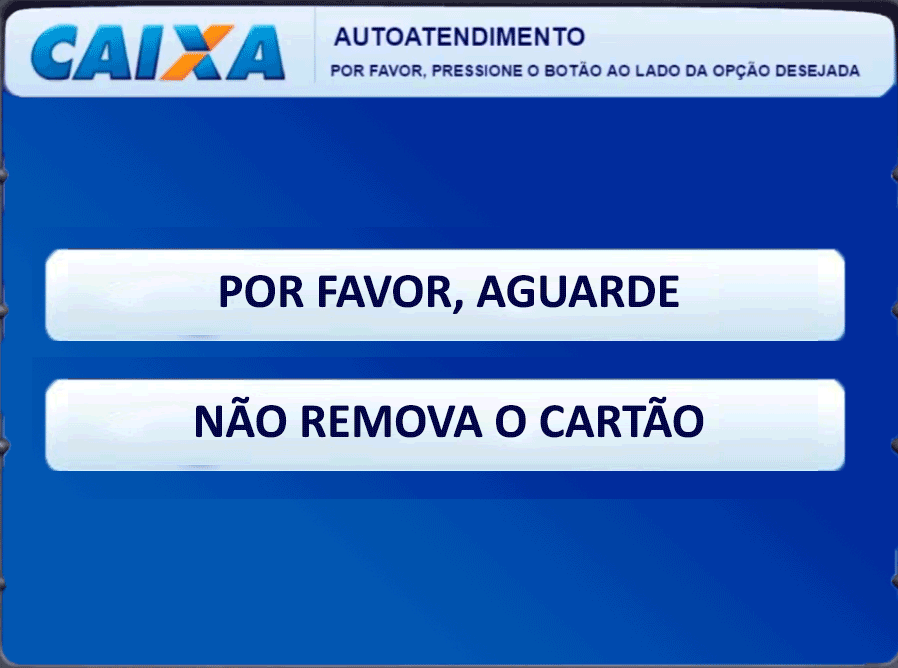 CAIXA
AUTOATENDIMENTO
POR FAVOR, PRESSIONE O BOTÃO AO LADO DA OPÇÃO DESEJADA
POR FAVOR, AGUARDE
NÃO REMOVA O CARTÃO